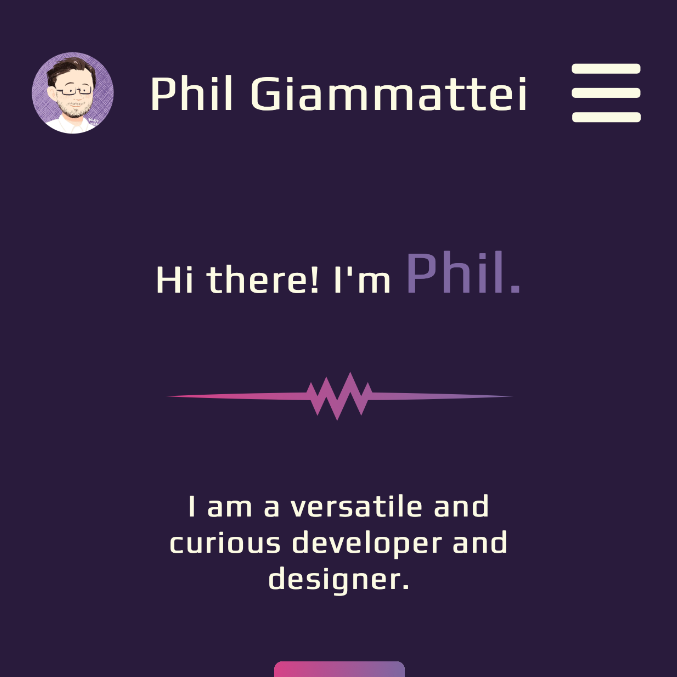 Phil Giammattei
Hi there! I'm Phil.
I am a versatile and
curious developer and
designer.